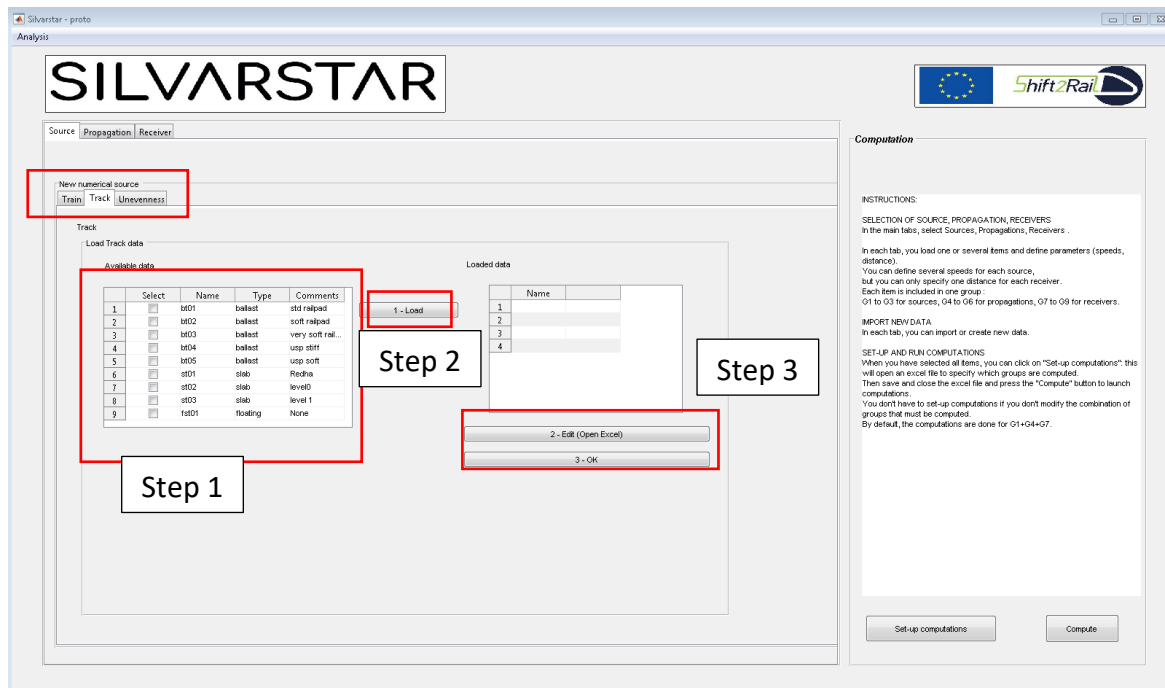 Silvarstar - proto
Analysis
SILVARSTAR
Shift2Rail
Source Propagation Receiver
New numerical source
Train Track Unevenness
Track
Load Track data
Available data
Select Name Type Comments
1 bt01 ballast std railpad
2 bt02 ballast soft railpad
3 bt03 ballast very soft rail...
4 bt04 ballast usp stiff
5 bt05 ballast usp soft
6 st01 slab Redha
7 st02 slab level0
8 st03 slab level 1
9 fst01 floating None
Step 1
1 - Load
Step 2
Loaded data
Name
1
2
3
4
Step 3
2 - Edit (Open Excel)
3 - OK
Computation
INSTRUCTIONS:
SELECTION OF SOURCE, PROPAGATION, RECEIVERS
In the main tabs, select Sources, Propagations, Receivers .
In each tab, you load one or several items and define parameters (speeds,
distance).
You can define several speeds for each source,
but you can only specify one distance for each receiver.
Each item is included in one group :
G1 to G3 for sources, G4 to G6 for propagations, G7 to G9 for receivers.
IMPORT NEW DATA
In each tab, you can import or create new data.
SET-UP AND RUN COMPUTATIONS
When you have selected all items, you can click on "Set-up computations": this
will open an excel file to specify which groups are computed.
Then save and close the excel file and press the "Compute" button to launch
computations.
You don't have to set-up computations if you don't modify the combination of
groups that must be computed.
By default, the computations are done for G1+G4+G7.
Set-up computations
Compute